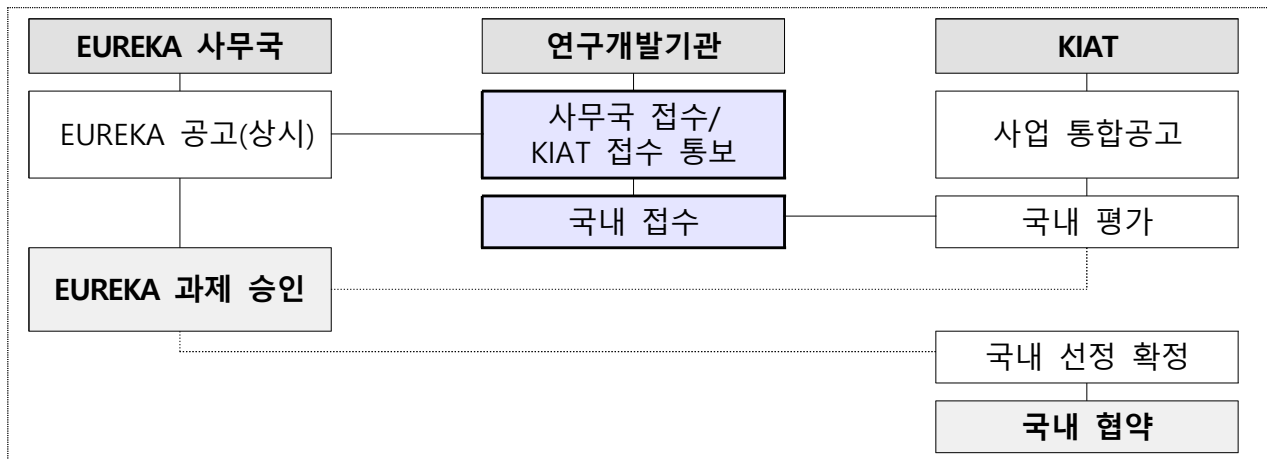 EUREKA 사무국
연구개발기관
KIAT
EUREKA 공고(상시)
사무국 접수/
KIAT 접수 통보
사업 통합공고
국내 접수
국내 평가
EUREKA 과제 승인
국내 선정 확정
국내 협약